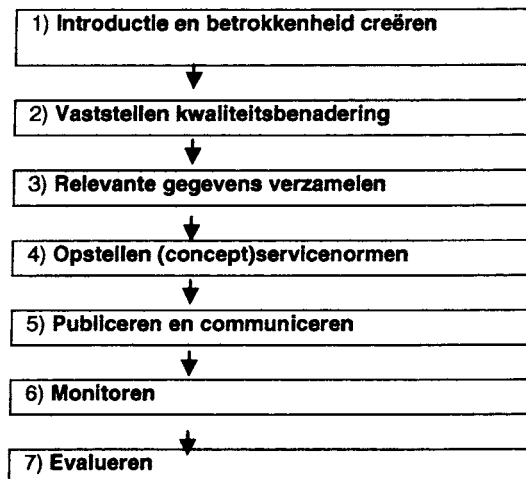 1) Introductie en betrokkenheid creëren
2) Vaststellen kwaliteitsbenadering
3) Relevante gegevens verzamelen
4) Opstellen (concept)servicenormen
5) Publiceren en communiceren
6) Monitoren
7) Evalueren